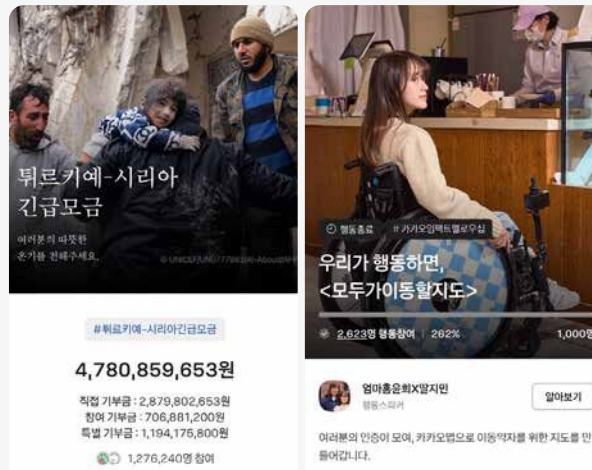 튀르키예-시리아
긴급모금
여러분의 따뜻한
온기를 전해주세요.
#튀르키예-시리아긴급모금
4,780,859,653원
직접 기부금 : 2,879,802,653원
참여 기부금 : 706,881,200원
특별 기부금 : 1,194,175,800원
1,276,240명 참여
행동종료
#카카오임팩트펠로우십
우리가 행동하면,
<모두가이동할지도>
2,623명 행동참여 | 262%
1,000명
엄마홍윤희X딸지민
행동스피커
알아보기
여러분의 인증이 모여, 카카오맵으로 이동약자를 위한 지도를 만
들어갑니다.